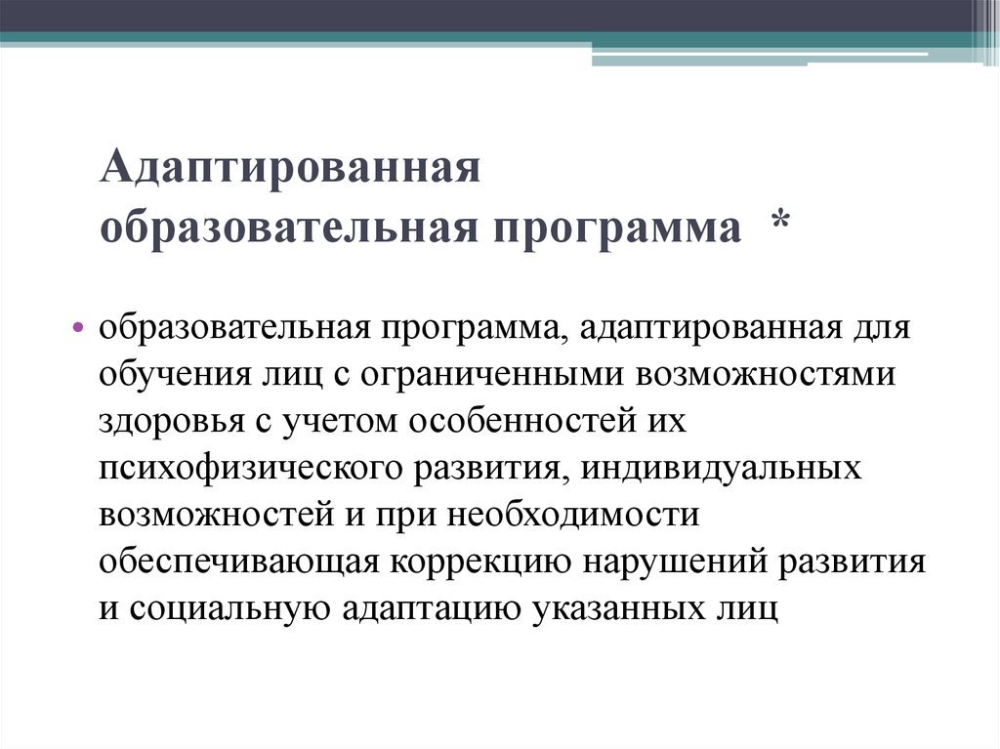 Адаптированная
образовательная программа *
• образовательная программа, адаптированная для
обучения лиц с ограниченными возможностями
здоровья с учетом особенностей их
психофизического развития, индивидуальных
возможностей и при необходимости
обеспечивающая коррекцию нарушений развития
и социальную адаптацию указанных лиц